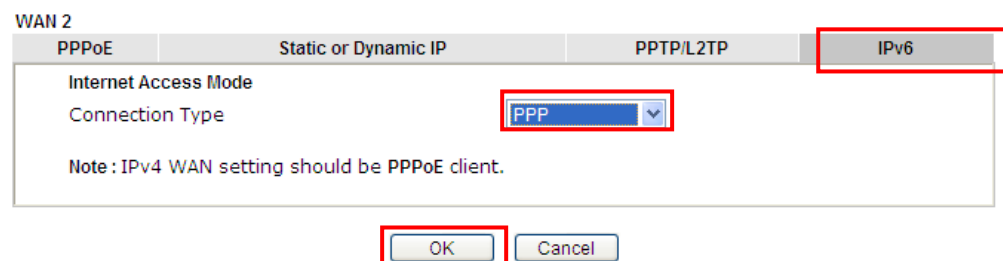 WAN 2
PPPoE Static or Dynamic IP PPTP/L2TP IPv6
Internet Access Mode
Connection Type PPP
Note : IPv4 WAN setting should be PPPoE client.
OK Cancel